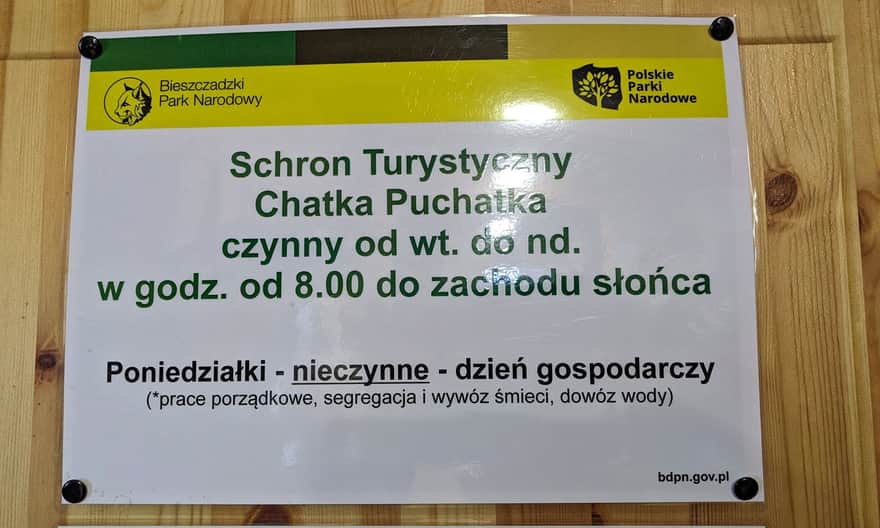 Bieszczadzki
Park Narodowy
Polskie
Parki
Narodowe
Schron Turystyczny
Chatka Puchatka
czynny od wt. do nd.
w godz. od 8.00 do zachodu słońca
Poniedziałki - nieczynne - dzień gospodarczy
(*prace porządkowe, segregacja i wywóz śmieci, dowóz wody)
bdpn.gov.pl